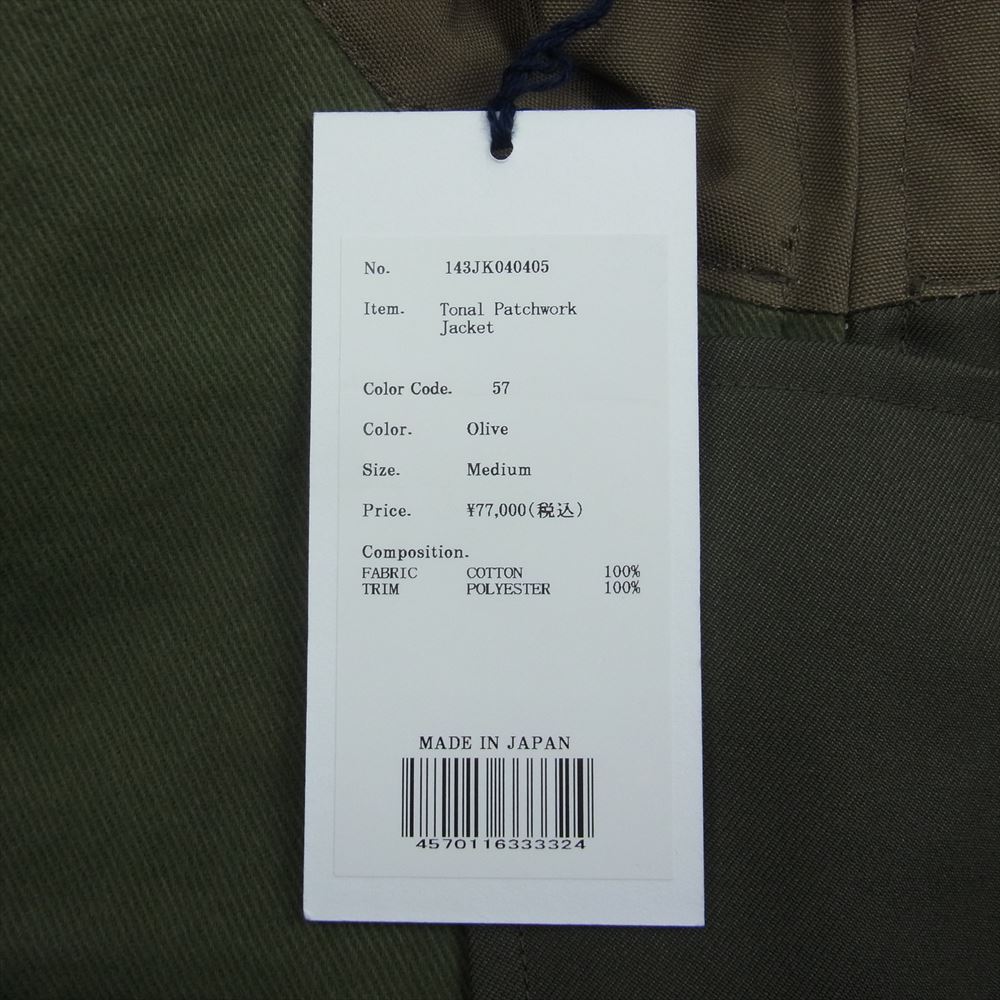 No. 143JK040405
Item. Tonal Patchwork
Jacket
Color Code. 57
Color. Olive
Size. Medium
Price. ¥77,000(税込)
Composition.
FABRIC COTTON 100%
TRIM POLYESTER 100%
MADE IN JAPAN
4570116333324